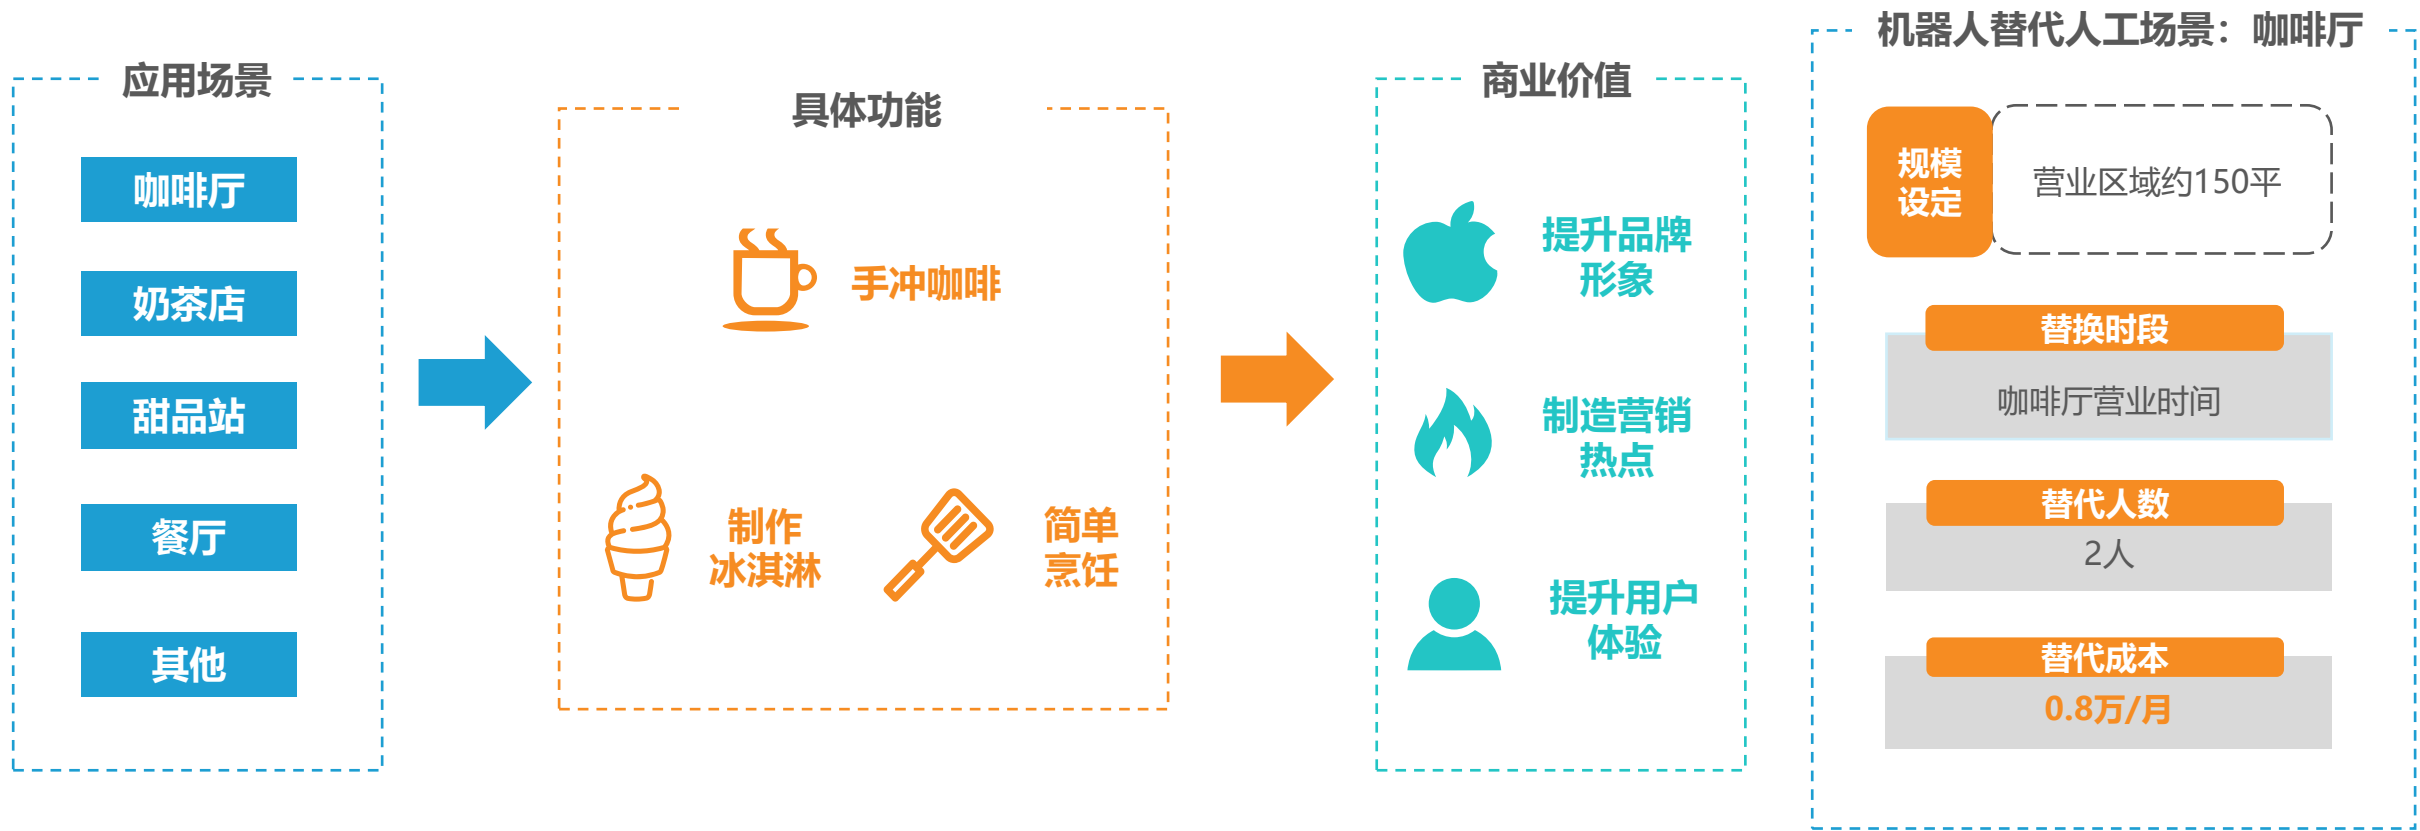 应用场景
咖啡厅
奶茶店
甜品站
餐厅
其他
具体功能
手冲咖啡
制作
冰淇淋
简单
烹饪
商业价值
提升品牌
形象
制造营销
热点
提升用户
体验
机器人替代人工场景：咖啡厅
规模
设定
营业区域约150平
替换时段
咖啡厅营业时间
替代人数
2人
替代成本
0.8万/月